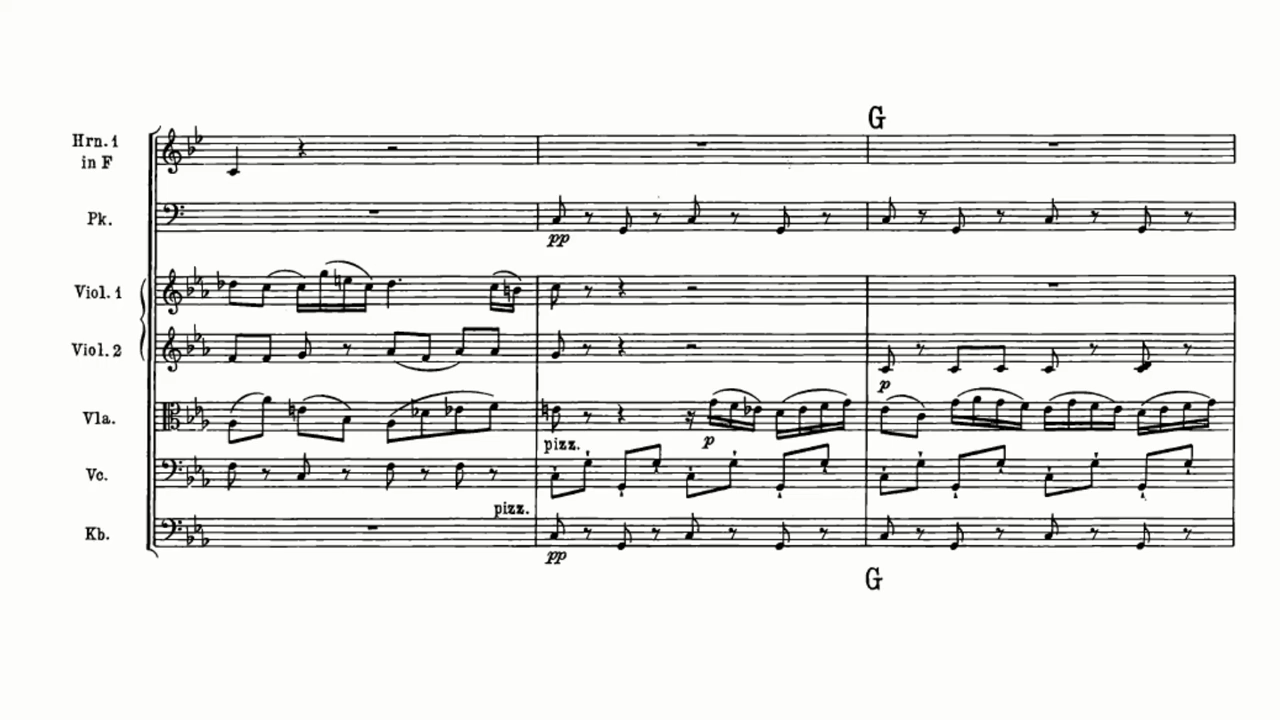 G
Hrn. 1
in F
Pk.
pp
Viol. 1
Viol. 2
p
Vla.
p
pizz.
Vc.
pizz.
Kb.
pp
G